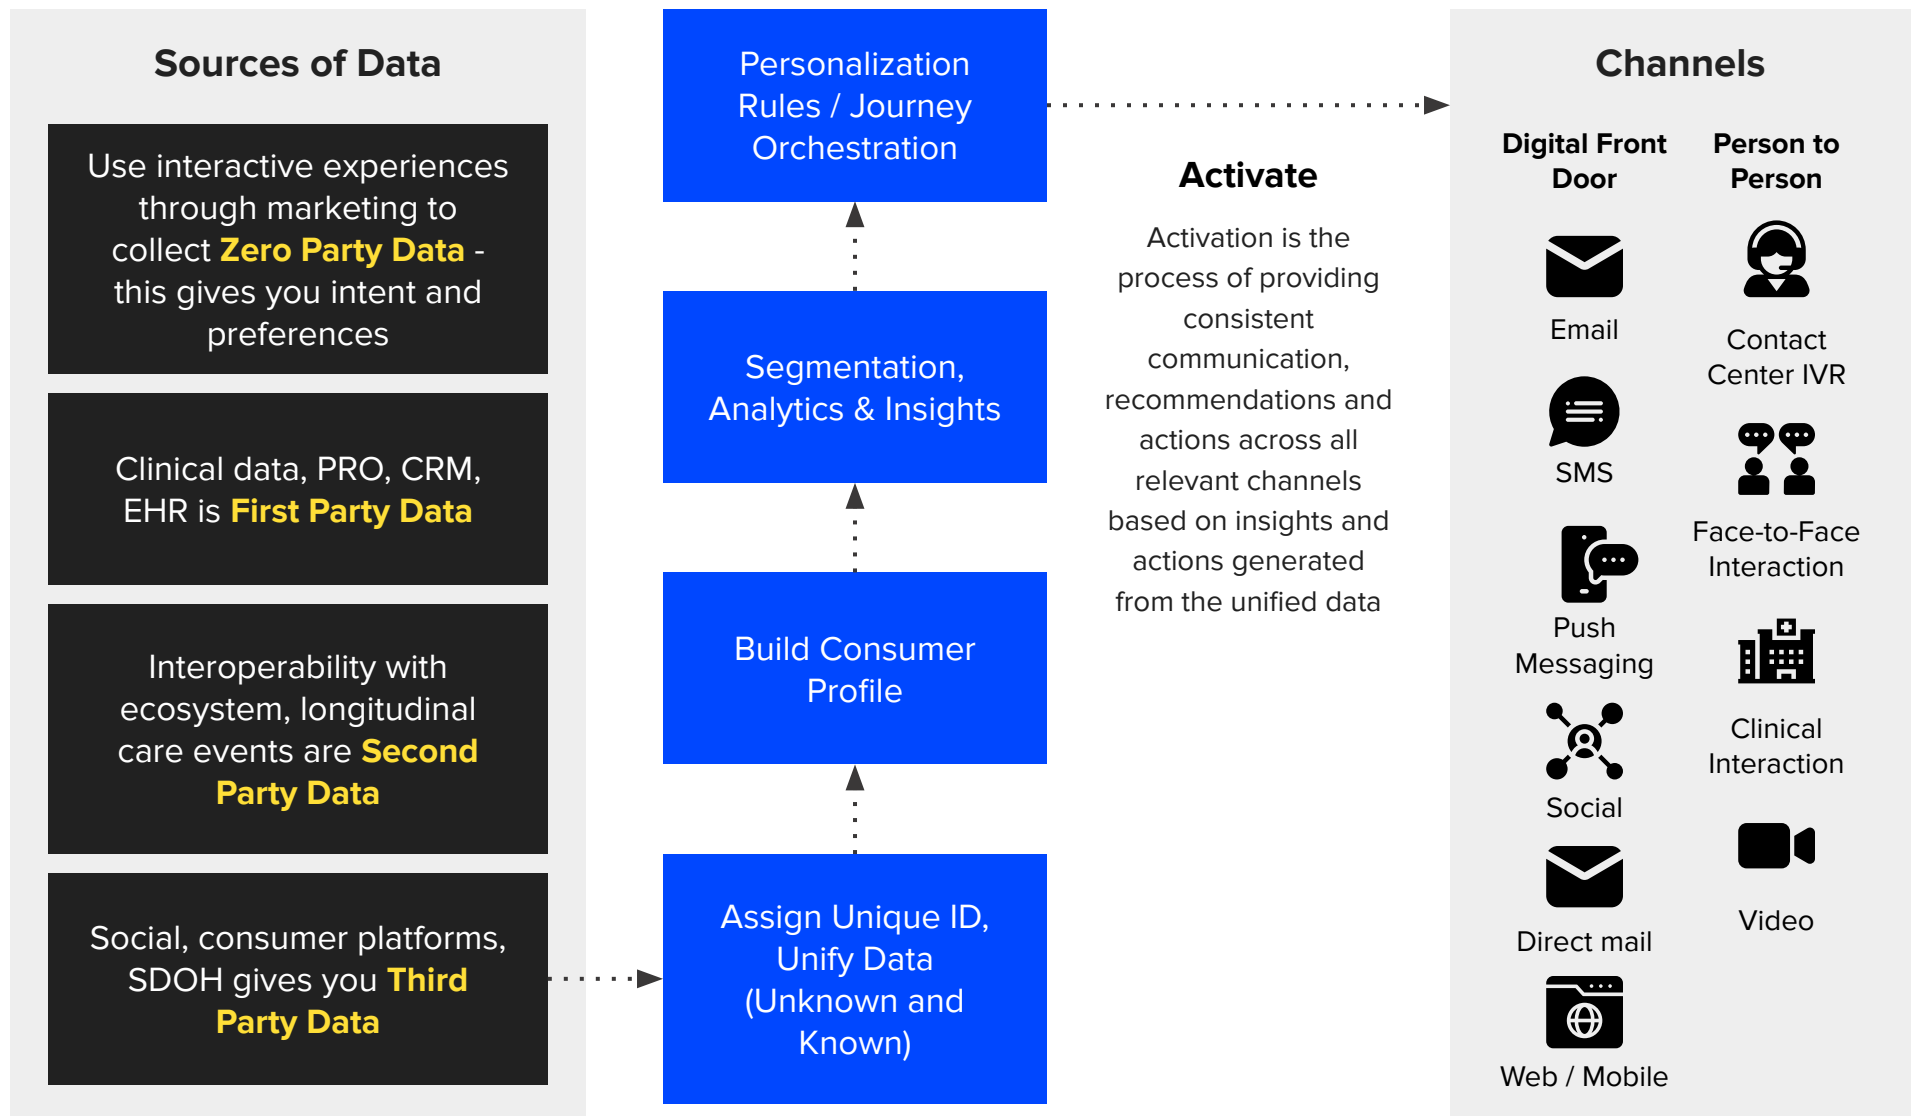 Sources of Data
Use interactive experiences
through marketing to
collect Zero Party Data -
this gives you intent and
preferences
Clinical data, PRO, CRM,
EHR is First Party Data
Interoperability with
ecosystem, longitudinal
care events are Second
Party Data
Social, consumer platforms,
SDOH gives you Third
Party Data
Personalization
Rules / Journey
Orchestration
Segmentation,
Analytics & Insights
Build Consumer
Profile
Assign Unique ID,
Unify Data
(Unknown and
Known)
Activate
Activation is the
process of providing
consistent
communication,
recommendations and
actions across all
relevant channels
based on insights and
actions generated
from the unified data
Channels
Digital Front
Door
Email
SMS
Push
Messaging
Social
Direct mail
Web / Mobile
Person to
Person
Contact
Center IVR
Face-to-Face
Interaction
Clinical
Interaction
Video